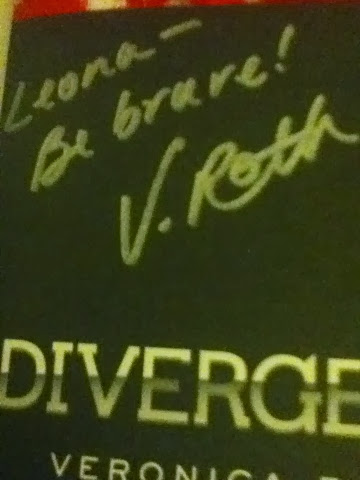 Leona—
Be brave!
V. Roth
DIVERGE
VERONICA